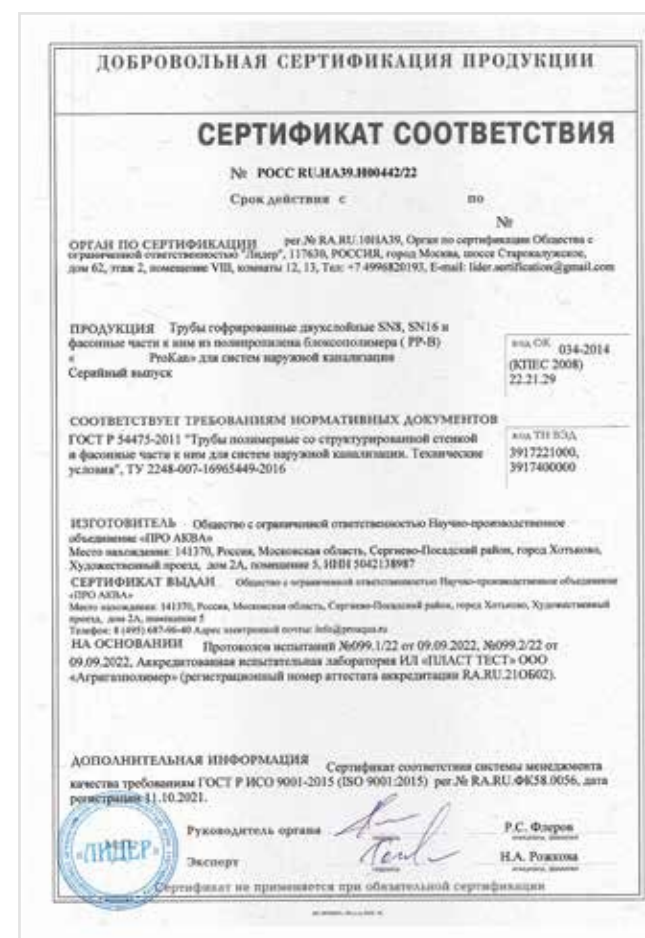 ДОБРОВОЛЬНАЯ СЕРТИФИКАЦИЯ ПРОДУКЦИИ
СЕРТИФИКАТ СООТВЕТСТВИЯ
№ РОСС RU.НА39.Н00442/22
Срок действия с по
№
ОРГАН ПО СЕРТИФИКАЦИИ рег.№ RA.RU.10НА39, Орган по сертификации Общества с
ограниченной ответственностью "Лидер", 117630, РОССИЯ, город Москва, шоссе Старокалужское,
дом 62, этаж 2, помещение VIII, комнаты 12, 13, Тел: +7 4996820193, E-mail: lider.sertification@gmail.com
ПРОДУКЦИЯ Трубы гофрированные двухслойные SN8, SN16 и
фасонные части к ним из полипропилена блоксополимера ( PP-B)
« ProKan» для систем наружной канализации
Серийный выпуск
код ОК 034-2014
(КПЕС 2008)
22.21.29
СООТВЕТСТВУЕТ ТРЕБОВАНИЯМ НОРМАТИВНЫХ ДОКУМЕНТОВ
ГОСТ Р 54475-2011 "Трубы полимерные со структурированной стенкой
и фасонные части к ним для систем наружной канализации. Технические
условия", ТУ 2248-007-16965449-2016
код ТН ВЭД
3917221000,
3917400000
ИЗГОТОВИТЕЛЬ Общество с ограниченной ответственностью Научно-производственное
объединение «ПРО АКВА»
Место нахождения: 141370, Россия, Московская область, Сергиево-Посадский район, город Хотьково,
Художественный проезд, дом 2А, помещение 5, ИНН 5042138987
СЕРТИФИКАТ ВЫДАН Общество с ограниченной ответственностью Научно-производственное объединение
«ПРО АКВА»
Место нахождения: 141370, Россия, Московская область, Сергиево-Посадский район, город Хотьково, Художественный
проезд, дом 2А, помещение 5
Телефон: 8 (495) 687-96-40 Адрес электронной почты: info@proaqua.ru
НА ОСНОВАНИИ Протоколов испытаний №099.1/22 от 09.09.2022, №099.2/22 от
09.09.2022, Аккредитованная испытательная лаборатория ИЛ «ПЛАСТ ТЕСТ» ООО
«Агригазполимер» (регистрационный номер аттестата аккредитации RA.RU.21ОБ02).
ДОПОЛНИТЕЛЬНАЯ ИНФОРМАЦИЯ Сертификат соответствия системы менеджмента
качества требованиям ГОСТ Р ИСО 9001-2015 (ISO 9001:2015) рег.№ RA.RU.ФК58.0056, дата
регистрации 11.10.2021.
Руководитель органа Р.С. Флеров
«ЛИДЕР»
Эксперт Н.А. Рожкова
Сертификат не применяется при обязательной сертификации